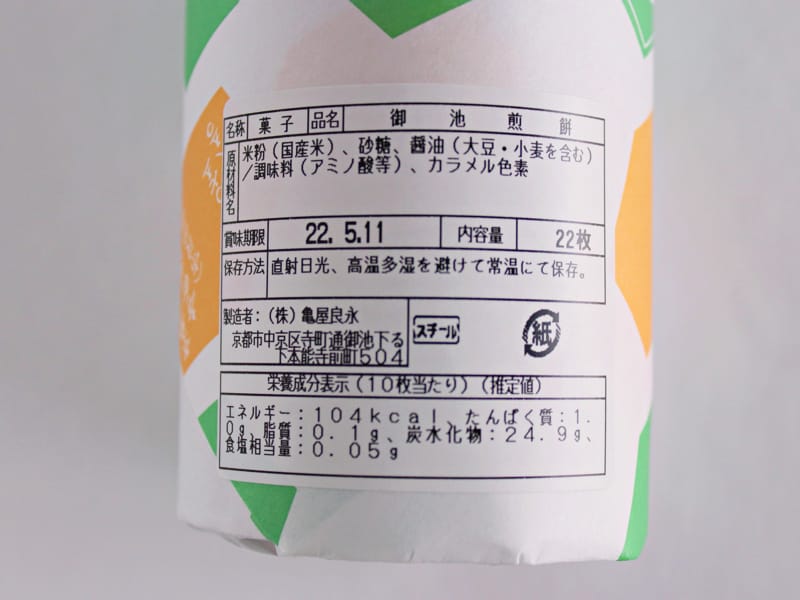 名称 菓子 品名 御池煎餅
原材料名 米粉(国産米)、砂糖、醤油(大豆・小麦を含む)
/調味料(アミノ酸等)、カラメル色素
賞味期限 22. 5.11 内容量 22枚
保存方法 直射日光、高温多湿を避けて常温にて保存。
製造者:(株)亀屋良永
京都市中京区寺町通御池下る
下本能寺前町504
スチール
紙
栄養成分表示(10枚当たり)(推定値)
エネルギー:104kcal、たんぱく質:1.
0g、脂質:0.1g、炭水化物:24.9g、
食塩相当量:0.05g